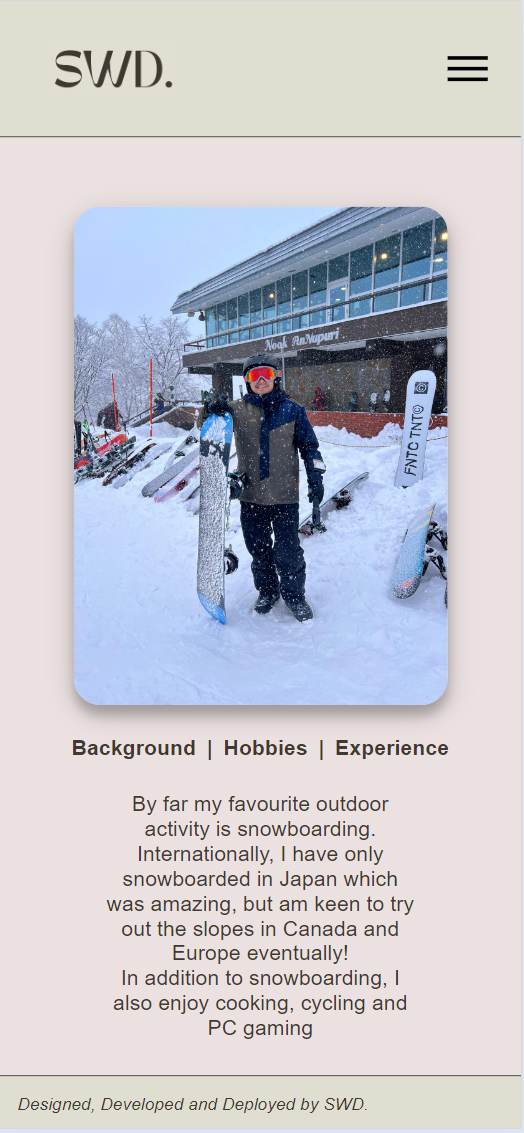 SWD.
Nook AnNupuri
FNTC TNT©
Background | Hobbies | Experience
By far my favourite outdoor
activity is snowboarding.
Internationally, I have only
snowboarded in Japan which
was amazing, but am keen to try
out the slopes in Canada and
Europe eventually!
In addition to snowboarding, I
also enjoy cooking, cycling and
PC gaming
Designed, Developed and Deployed by SWD.